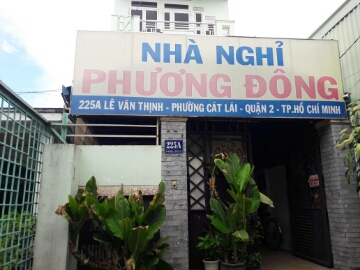 NHÀ NGHỈ
PHƯƠNG ĐÔNG
225A LÊ VĂN THỊNH - PHƯỜNG CÁT LÁI - QUẬN 2 - TP.HỒ CHÍ MINH
225A